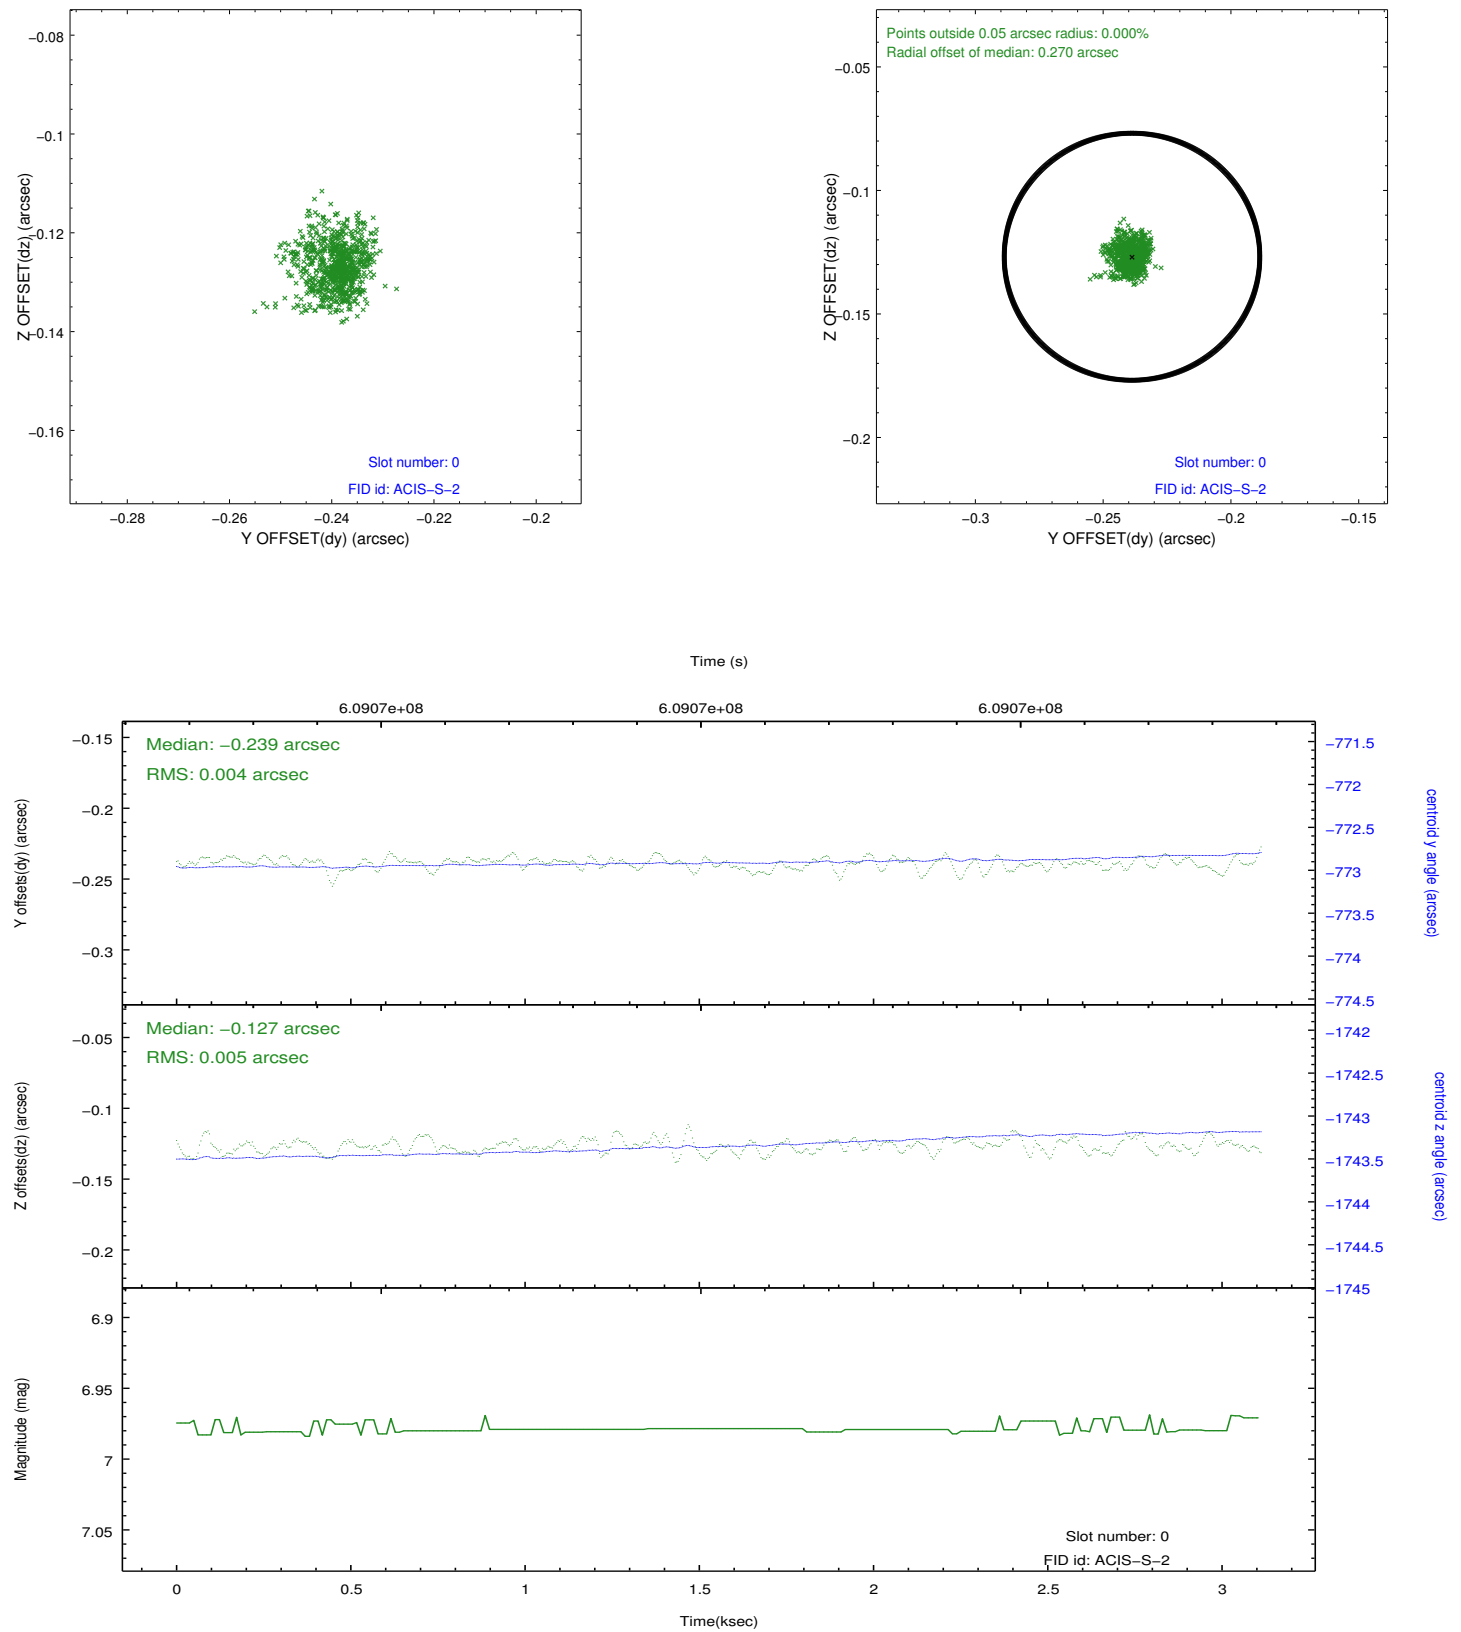 −0.08
−0.1
−0.12
−0.14
−0.16
Z OFFSET(dz) (arcsec)
Slot number: 0
FID id: ACIS−S−2
−0.28 −0.26 −0.24 −0.22 −0.2
Y OFFSET(dy) (arcsec)
Points outside 0.05 arcsec radius: 0.000%
Radial offset of median: 0.270 arcsec
−0.05
−0.1
−0.15
−0.2
Z OFFSET(dz) (arcsec)
Slot number: 0
FID id: ACIS−S−2
−0.3 −0.25 −0.2 −0.15
Y OFFSET(dy) (arcsec)
Time (s)
6.0907e+08 6.0907e+08 6.0907e+08
Median: −0.239 arcsec
RMS: 0.004 arcsec
−0.15
−0.2
−0.25
−0.3
Y offsets(dy) (arcsec)
−771.5
−772
−772.5
−773
−773.5
−774
−774.5
centroid y angle (arcsec)
Median: −0.127 arcsec
RMS: 0.005 arcsec
−0.05
−0.1
−0.15
−0.2
Z offsets(dz) (arcsec)
−1742
−1742.5
−1743
−1743.5
−1744
−1744.5
−1745
centroid z angle (arcsec)
6.9
6.95
7
7.05
Magnitude (mag)
Slot number: 0
FID id: ACIS−S−2
0 0.5 1 1.5 2 2.5 3
Time(ksec)